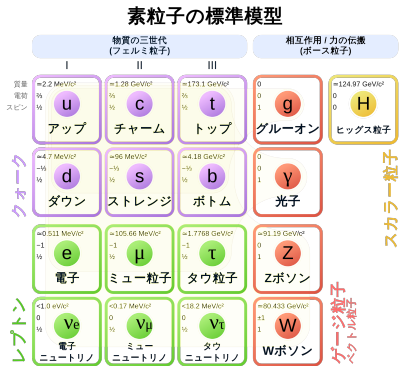 素粒子の標準模型
物質の三世代
(フェルミ粒子)
相互作用 / 力の伝搬
(ボース粒子)
I II III
質量
電荷
スピン
≃2.2 MeV/c²
⅔
½
u
アップ
≃1.28 GeV/c²
⅔
½
c
チャーム
≃173.1 GeV/c²
⅔
½
t
トップ
0
0
1
g
グルーオン
≃124.97 GeV/c²
0
0
H
ヒッグス粒子
クォーク
≃4.7 MeV/c²
−⅓
½
d
ダウン
≃96 MeV/c²
−⅓
½
s
ストレンジ
≃4.18 GeV/c²
−⅓
½
b
ボトム
0
0
1
γ
光子
スカラー粒子
レプトン
≃0.511 MeV/c²
−1
½
e
電子
≃105.66 MeV/c²
−1
½
μ
ミュー粒子
≃1.7768 GeV/c²
−1
½
τ
タウ粒子
≃91.19 GeV/c²
0
1
Z
Zボソン
<1.0 eV/c²
0
½
νe
電子
ニュートリノ
<0.17 MeV/c²
0
½
νμ
ミュー
ニュートリノ
<18.2 MeV/c²
0
½
ντ
タウ
ニュートリノ
≃80.433 GeV/c²
±1
1
W
Wボソン
ゲージ粒子
ベクトル粒子